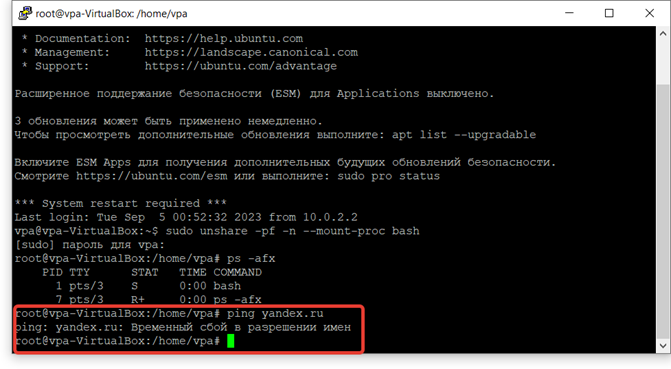 root@vpa-VirtualBox: /home/vpa
* Documentation:  https://help.ubuntu.com
* Management:     https://landscape.canonical.com
* Support:        https://ubuntu.com/advantage
Расширенное поддержание безопасности (ESM) для Applications выключено.
3 обновления может быть применено немедленно.
Чтобы просмотреть дополнительные обновления выполните: apt list --upgradable
Включите ESM Apps для получения дополнительных будущих обновлений безопасности.
Смотрите https://ubuntu.com/esm или выполните: sudo pro status
*** System restart required ***
Last login: Tue Sep  5 00:52:32 2023 from 10.0.2.2
vpa@vpa-VirtualBox:~$ sudo unshare -pf -n --mount-proc bash
[sudo] пароль для vpa:
root@vpa-VirtualBox:/home/vpa# ps -afx
PID TTY      STAT   TIME COMMAND
1 pts/3    S      0:00 bash
7 pts/3    R+     0:00 ps -afx
root@vpa-VirtualBox:/home/vpa# ping yandex.ru
ping: yandex.ru: Временный сбой в разрешении имен
root@vpa-VirtualBox:/home/vpa#